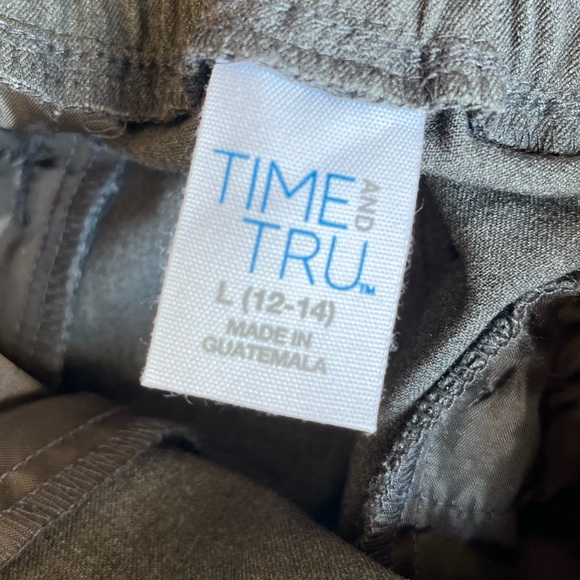 TIME AND
TRU™
L (12-14)
MADE IN
GUATEMALA